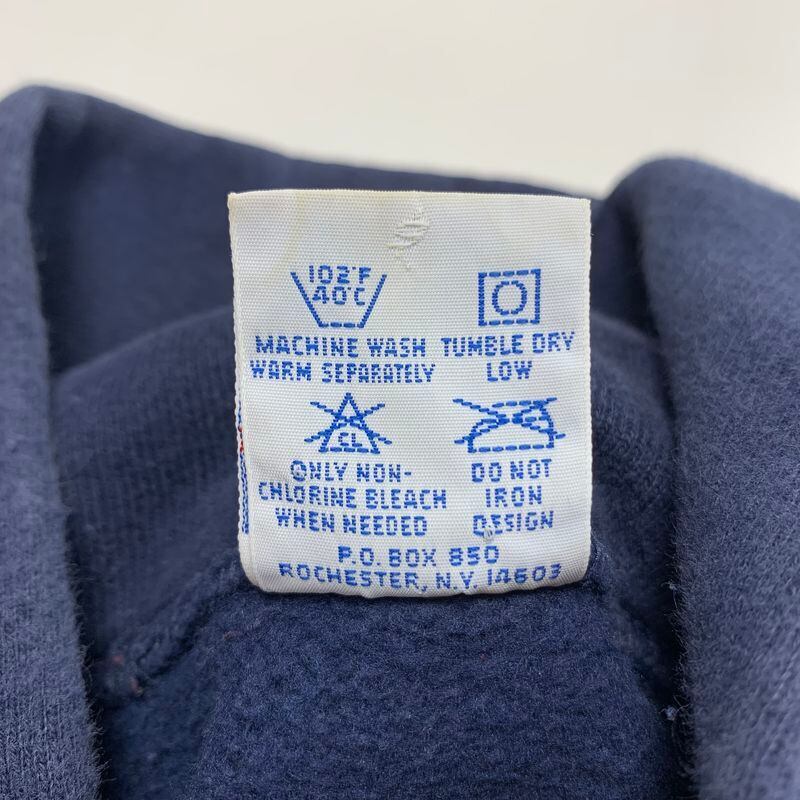 102°F
40°C
MACHINE WASH
WARM SEPARATELY
TUMBLE DRY
LOW
CL
ONLY NON-
CHLORINE BLEACH
WHEN NEEDED
DO NOT
IRON
DESIGN
P.O. BOX 850
ROCHESTER, N.Y. 14603